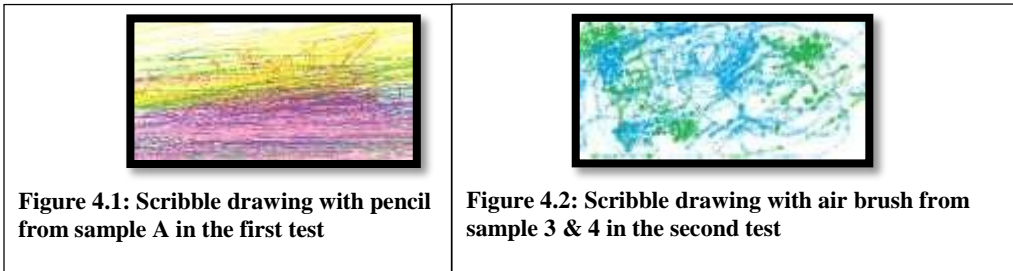 Figure 4.1: Scribble drawing with pencil
from sample A in the first test
Figure 4.2: Scribble drawing with air brush from
sample 3 & 4 in the second test